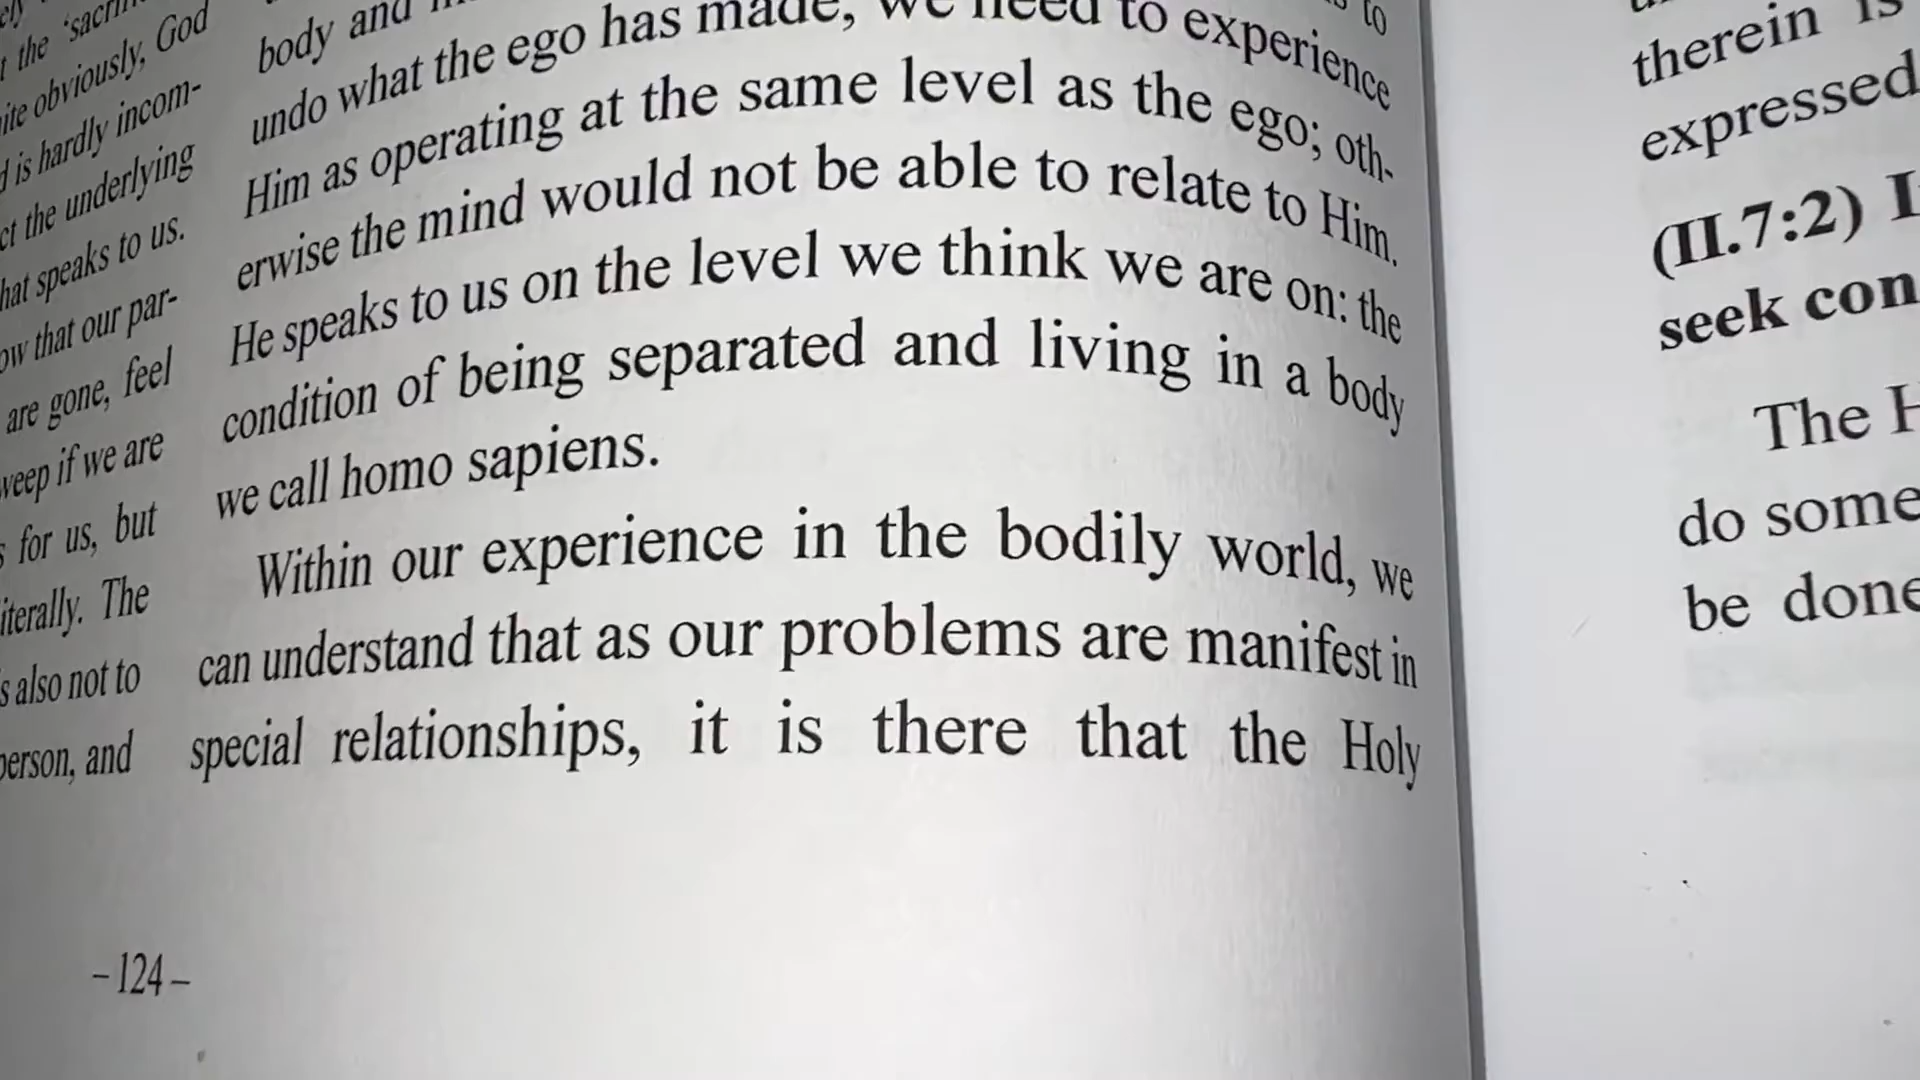 the 'sacri
obviously, God
is hardly incom-
the underlying
speaks to us.
that our par-
are gone, feel
if we are
for us, but
The
also not to
person, and
body and
undo what the ego has made, we need to experience
Him as operating at the same level as the ego; oth-
erwise the mind would not be able to relate to Him.
He speaks to us on the level we think we are on: the
condition of being separated and living in a body
we call homo sapiens.
Within our experience in the bodily world, we
can understand that as our problems are manifest in
special relationships, it is there that the Holy
-124-
to
therein is
expressed
(II.7:2)
seek con
The H
do some
be done